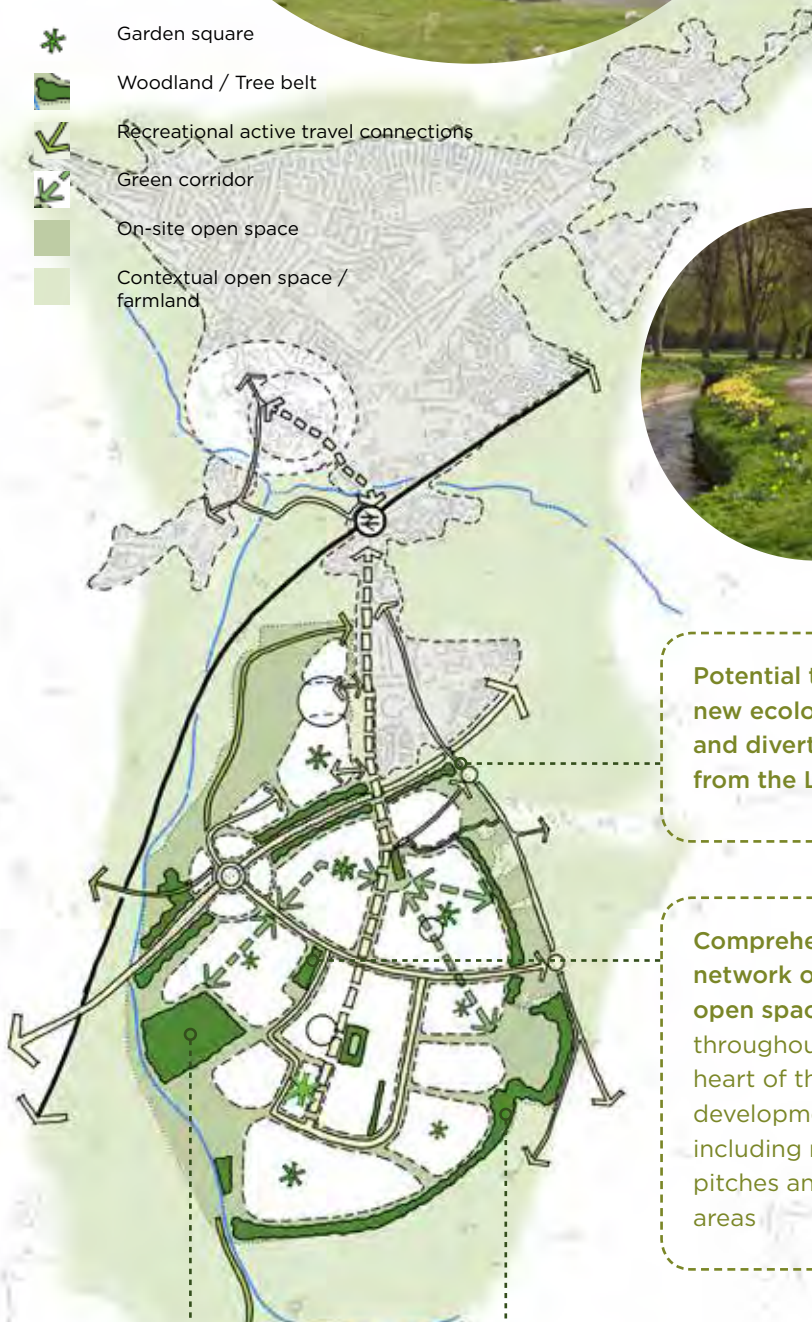 Garden square
Woodland / Tree belt
Recreational active travel connections
Green corridor
On-site open space
Contextual open space /
farmland
Potential
new
and divert
from the
Comprehe
network o
open spac
throughou
heart of th
developm
including
pitches an
areas